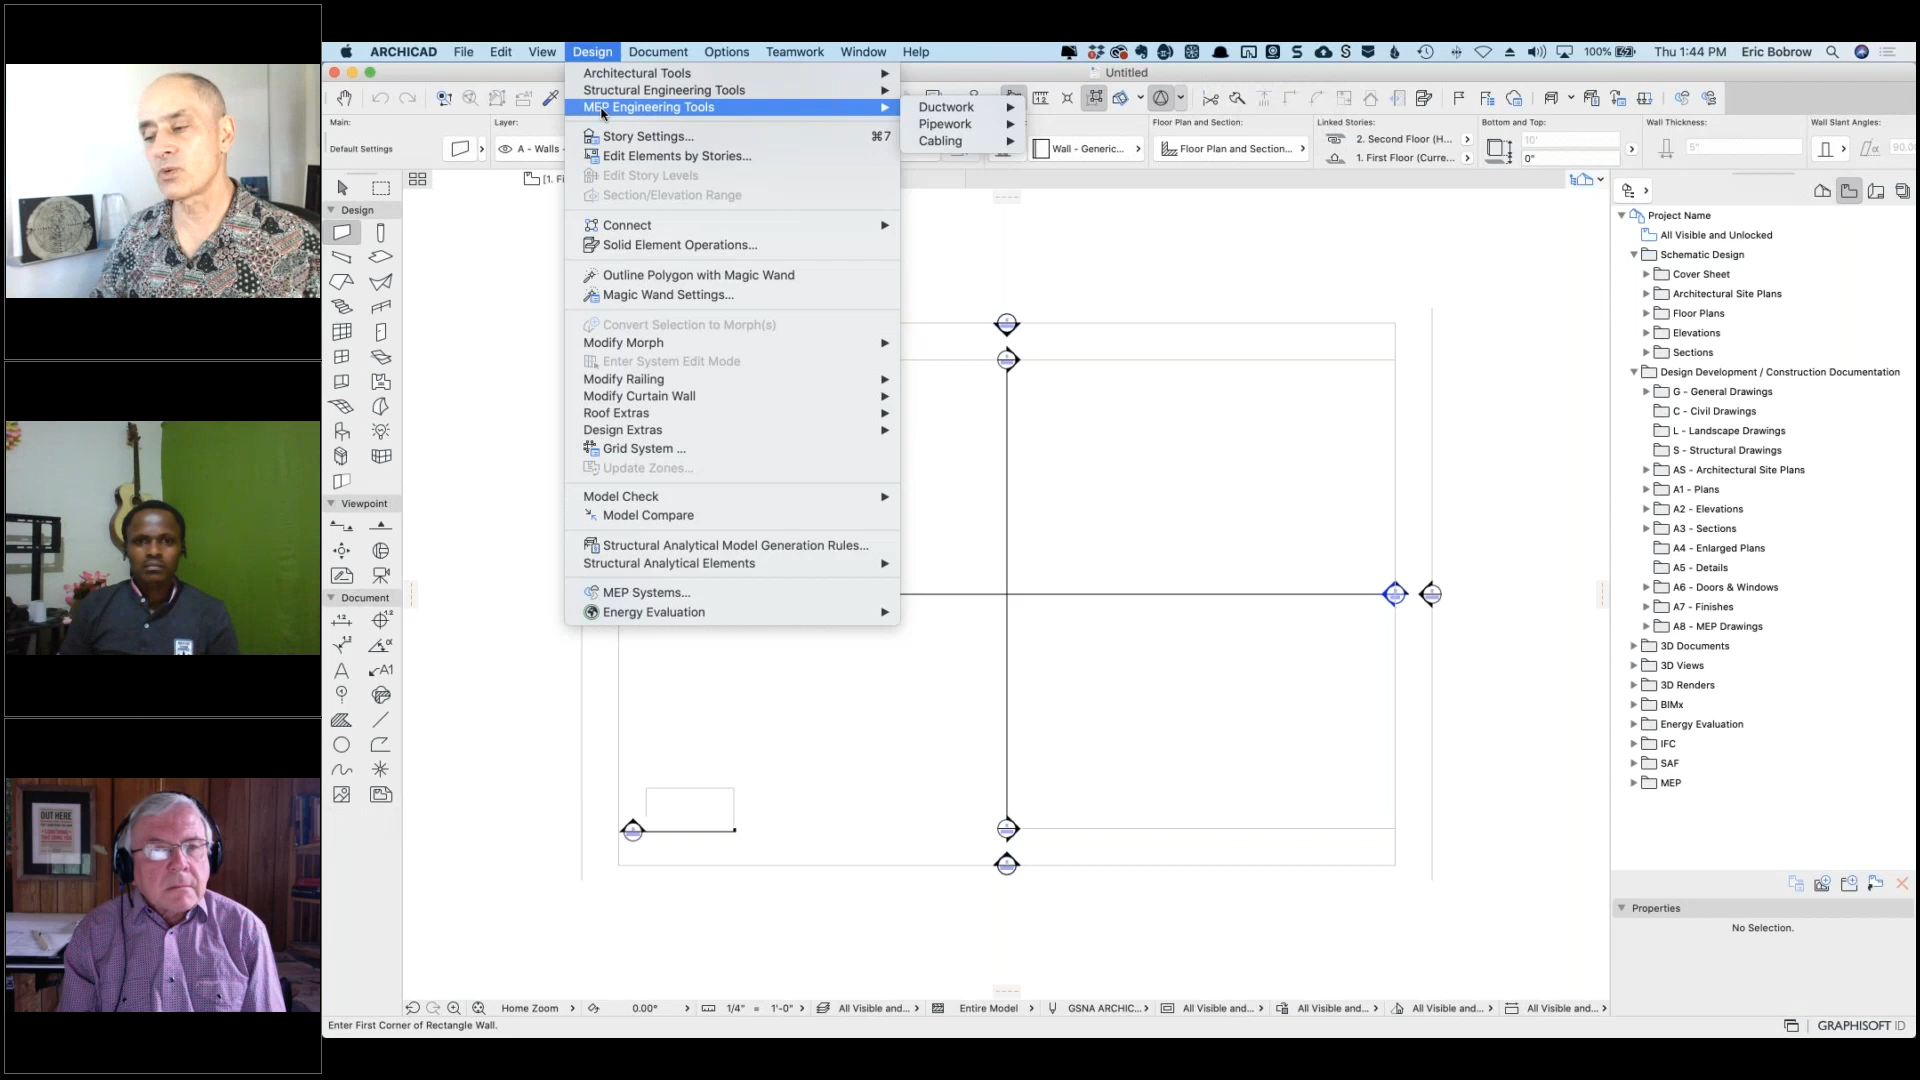 ARCHICAD File Edit View Design Document Options Teamwork Window Help
100% Thu 1:44 PM Eric Bobrow
Untitled
Main:
Default Settings
Layer:
A - Walls
Wall - Generic...
Floor Plan and Section:
Floor Plan and Section...
Linked Stories:
2. Second Floor (H...
1. First Floor (Curre...
Bottom and Top:
10'
0"
Wall Thickness:
5"
Wall Slant Angles:
90.0
[1. Fi
Architectural Tools
Structural Engineering Tools
MEP Engineering Tools
Story Settings... ⌘7
Edit Elements by Stories...
Edit Story Levels
Section/Elevation Range
Connect
Solid Element Operations...
Outline Polygon with Magic Wand
Magic Wand Settings...
Convert Selection to Morph(s)
Modify Morph
Enter System Edit Mode
Modify Railing
Modify Curtain Wall
Roof Extras
Design Extras
Grid System ...
Update Zones...
Model Check
Model Compare
Structural Analytical Model Generation Rules...
Structural Analytical Elements
MEP Systems...
Energy Evaluation
Ductwork
Pipework
Cabling
Design
Viewpoint
Document
Project Name
All Visible and Unlocked
Schematic Design
Cover Sheet
Architectural Site Plans
Floor Plans
Elevations
Sections
Design Development / Construction Documentation
G - General Drawings
C - Civil Drawings
L - Landscape Drawings
S - Structural Drawings
AS - Architectural Site Plans
A1 - Plans
A2 - Elevations
A3 - Sections
A4 - Enlarged Plans
A5 - Details
A6 - Doors & Windows
A7 - Finishes
A8 - MEP Drawings
3D Documents
3D Views
3D Renders
BIMx
Energy Evaluation
IFC
SAF
MEP
Properties
No Selection.
Home Zoom 0.00° 1/4" = 1'-0" All Visible and... Entire Model GSNA ARCHIC... All Visible and... All Visible and... All Visible and... All Visible and...
Enter First Corner of Rectangle Wall.
GRAPHISOFT ID
OUT HERE